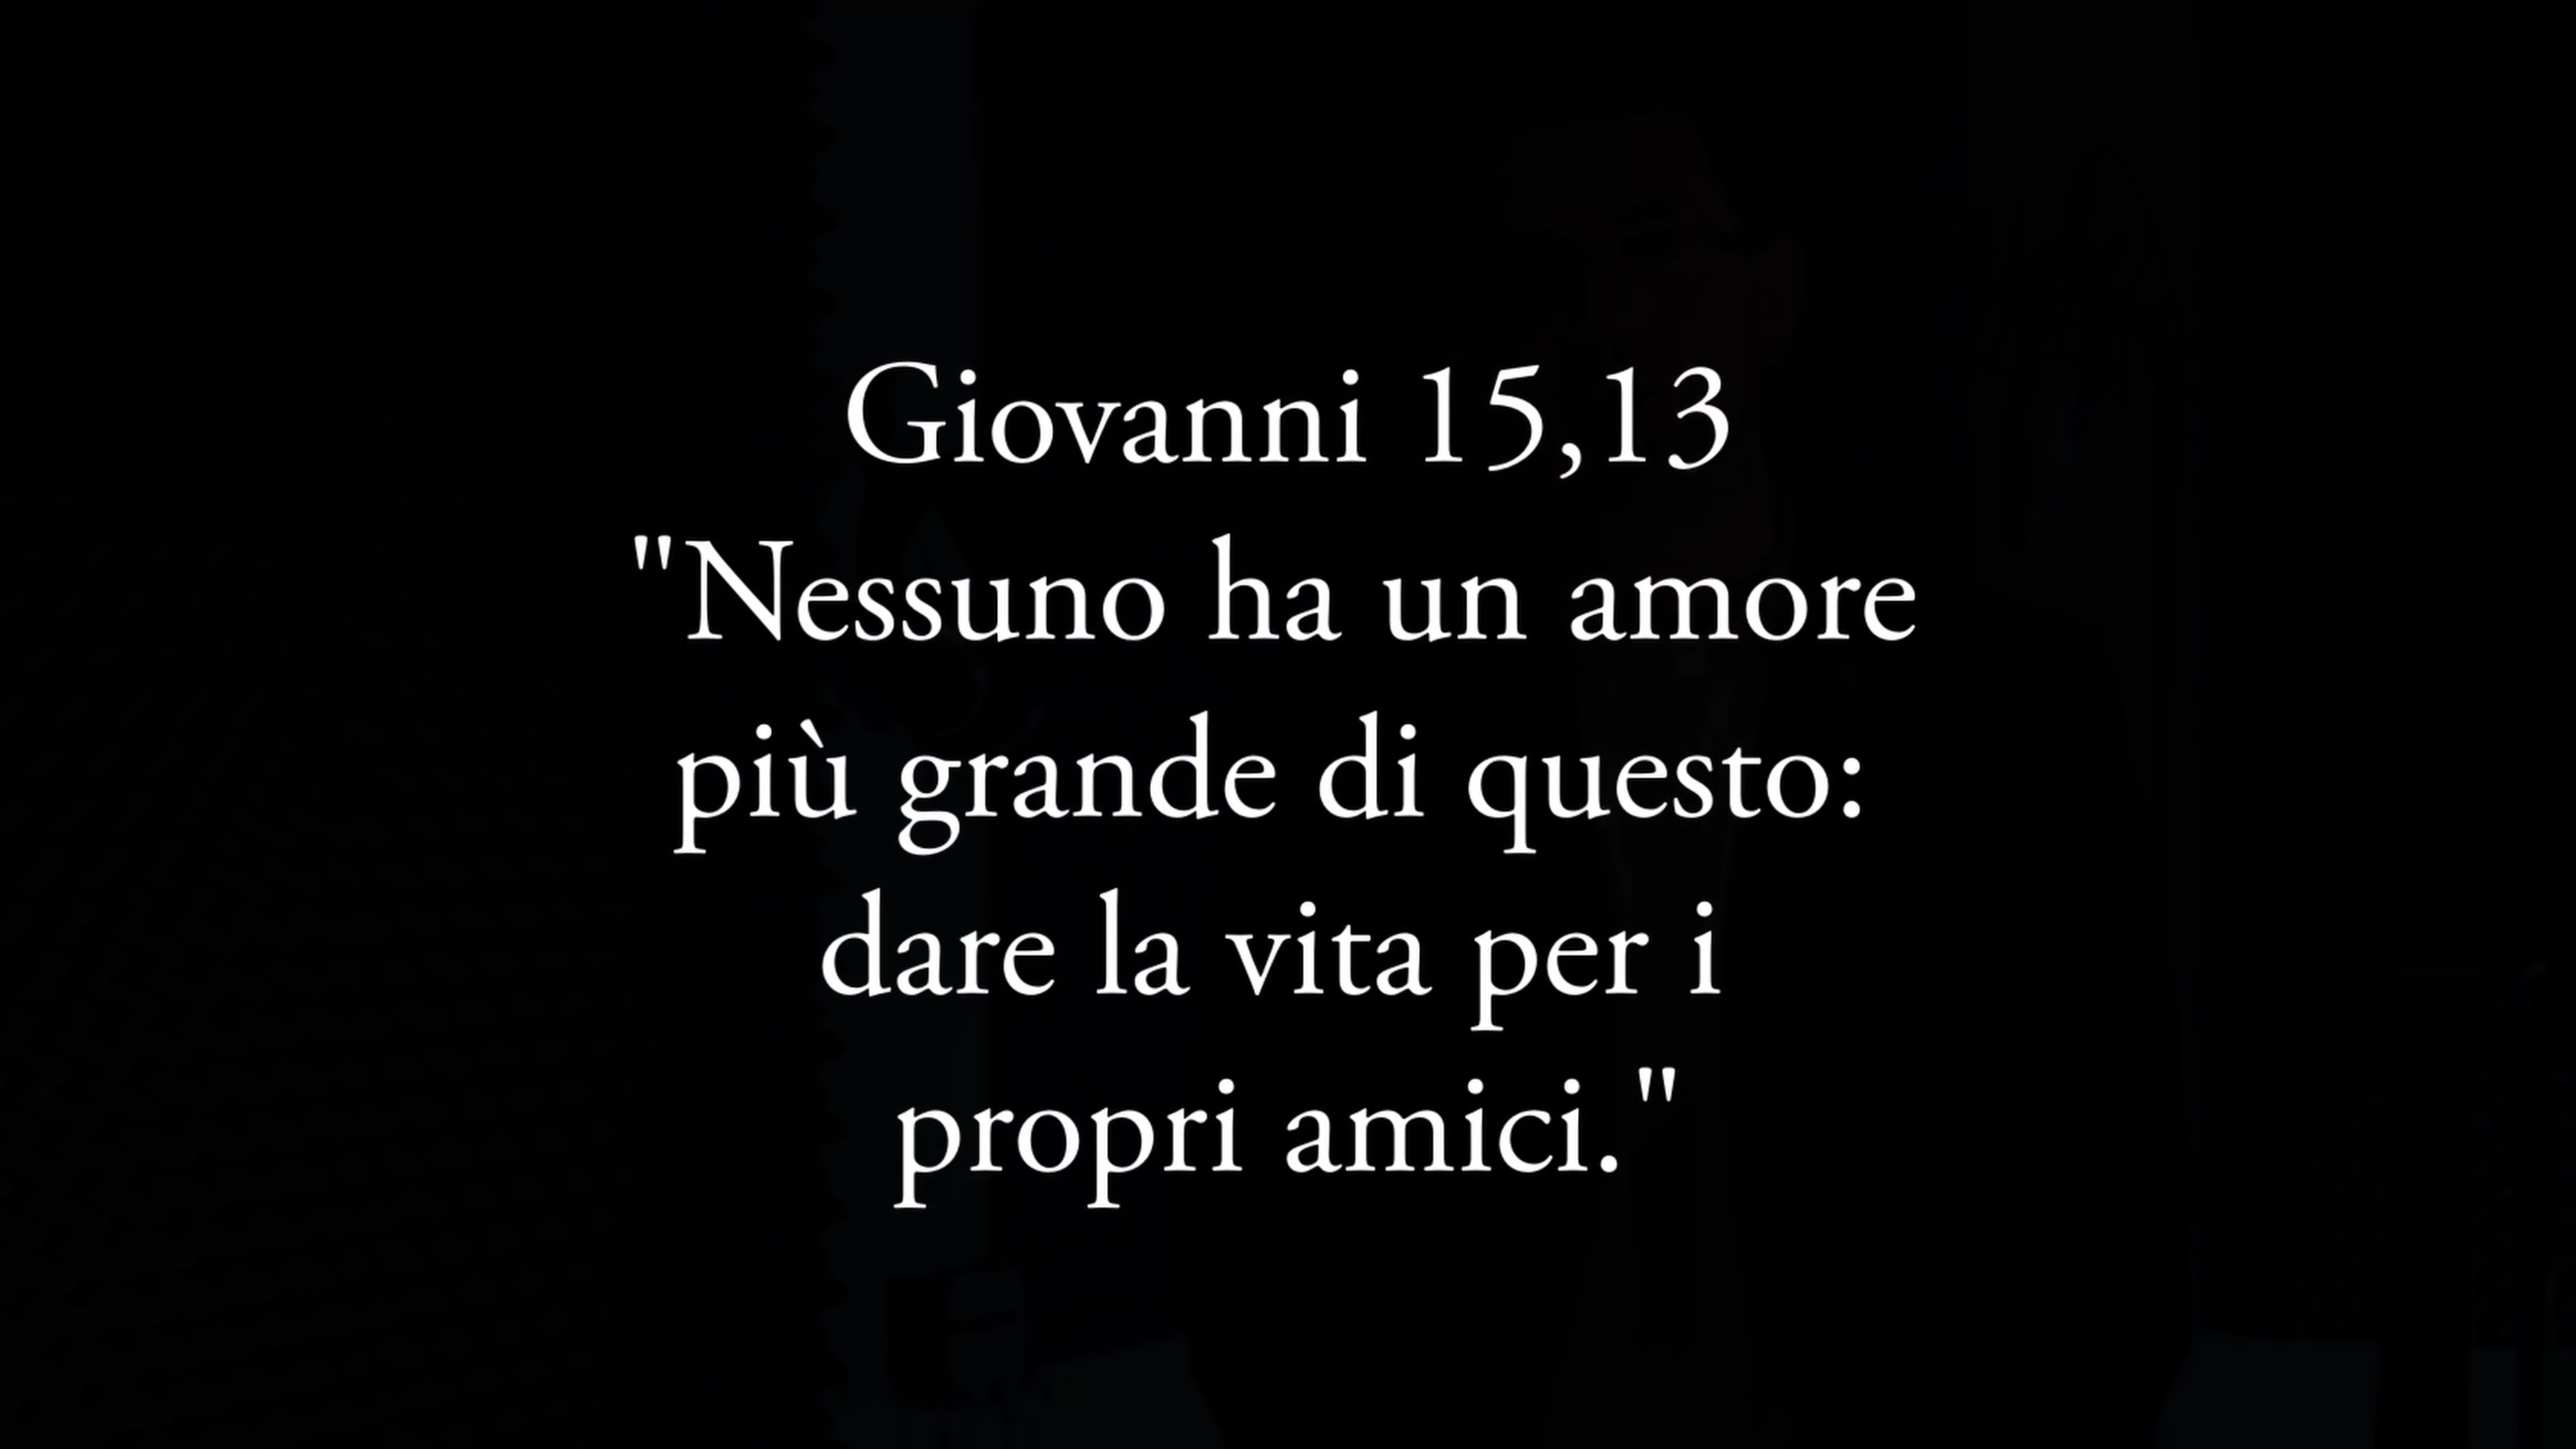 Giovanni 15,13
"Nessuno ha un amore
più grande di questo:
dare la vita per i
propri amici."